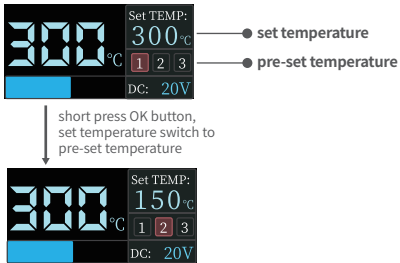 300°C
Set TEMP:
300°C
1 2 3
DC: 20V
set temperature
pre-set temperature
short press OK button,
set temperature switch to
pre-set temperature
300°C
Set TEMP:
150°C
1 2 3
DC: 20V